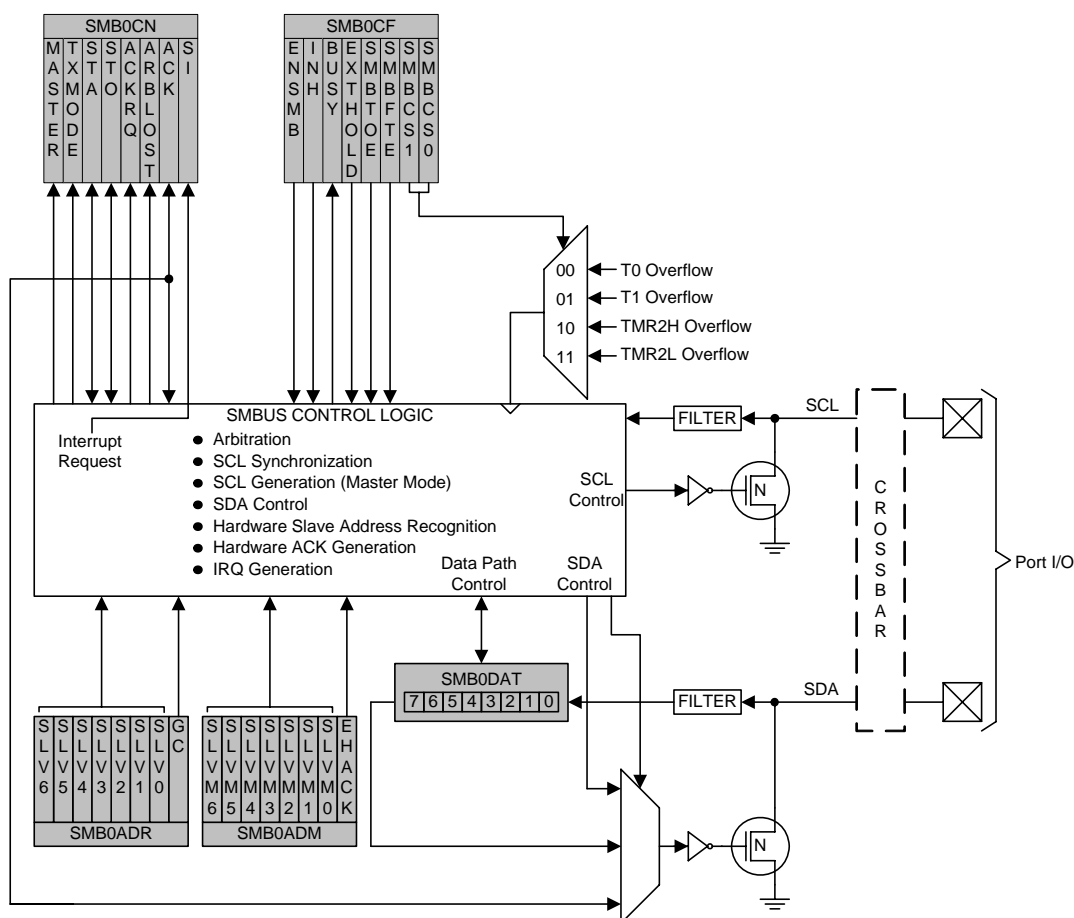 SMB0CN
MASTER
TXMODE
STA
STO
ACKRQ
ARBLOST
ACK
SI
SMB0CF
ENSMB
INH
BUSY
EXTHOLD
SMBTOE
SMBFTE
SMBCS1
SMBCS0
00
01
10
11
T0 Overflow
T1 Overflow
TMR2H Overflow
TMR2L Overflow
SMBUS CONTROL LOGIC
Interrupt
Request
● Arbitration
● SCL Synchronization
● SCL Generation (Master Mode)
● SDA Control
● Hardware Slave Address Recognition
● Hardware ACK Generation
● IRQ Generation
Data Path
Control
SDA
Control
SCL
Control
FILTER
SCL
N
CROSSBAR
Port I/O
SMB0DAT
7 6 5 4 3 2 1 0
FILTER
SDA
N
SLV6
SLV5
SLV4
SLV3
SLV2
SLV1
SLV0
GC
SMB0ADR
SLVM6
SLVM5
SLVM4
SLVM3
SLVM2
SLVM1
SLVM0
EHACK
SMB0ADM